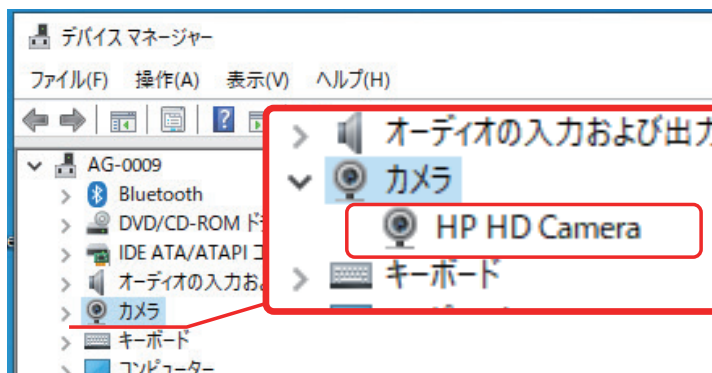 デバイス マネージャー
ファイル(F) 操作(A) 表示(V) ヘルプ(H)
AG-0009
Bluetooth
DVD/CD-ROM
IDE ATA/ATAPI
オーディオの入力お
カメラ
キーボード
コンピューター
オーディオの入力および出力
カメラ
HP HD Camera
キーボード